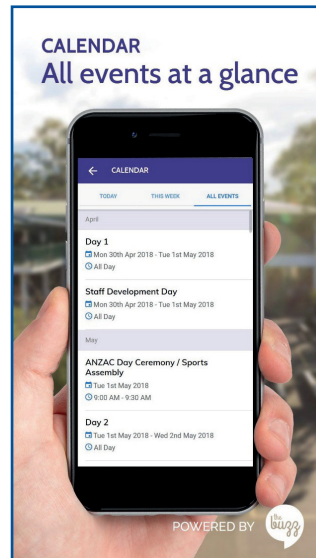 CALENDAR
All events at a glance
CALENDAR
TODAY THIS WEEK ALL EVENTS
April
Day 1
Mon 30th Apr 2018 - Tue 1st May 2018
All Day
Staff Development Day
Mon 30th Apr 2018 - Tue 1st May 2018
All Day
May
ANZAC Day Ceremony / Sports
Assembly
Tue 1st May 2018
9:00 AM - 9:30 AM
Day 2
Tue 1st May 2018 - Wed 2nd May 2018
All Day
POWERED BY the buzz